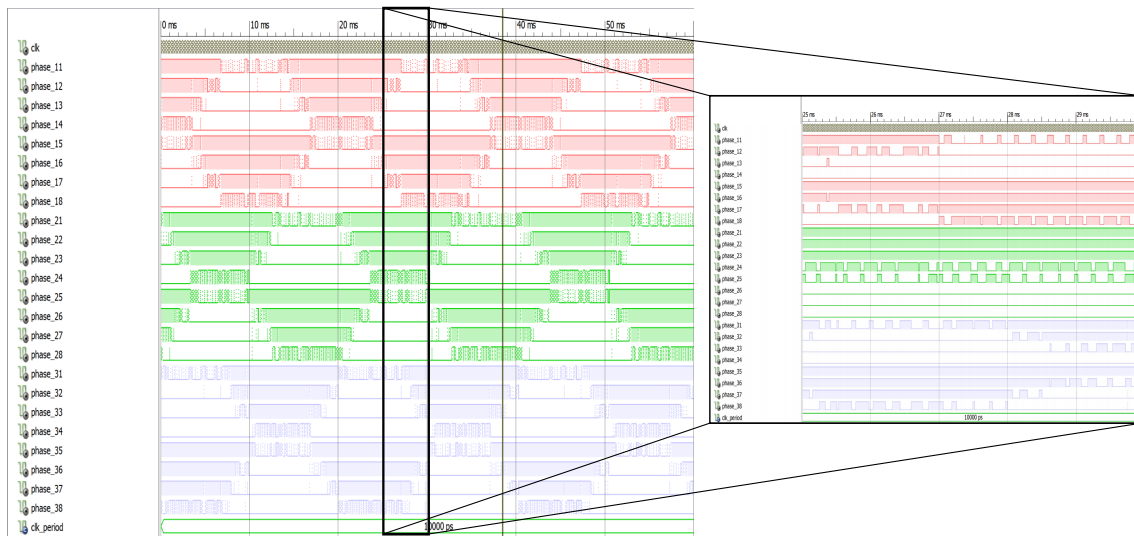 0 ms 10 ms 20 ms 30 ms 40 ms 50 ms
clk
phase_11
phase_12
phase_13
phase_14
phase_15
phase_16
phase_17
phase_18
phase_21
phase_22
phase_23
phase_24
phase_25
phase_26
phase_27
phase_28
phase_31
phase_32
phase_33
phase_34
phase_35
phase_36
phase_37
phase_38
clk_period 10000 ps
25 ms 26 ms 27 ms 28 ms 29 ms
clk
phase_11
phase_12
phase_13
phase_14
phase_15
phase_16
phase_17
phase_18
phase_21
phase_22
phase_23
phase_24
phase_25
phase_26
phase_27
phase_28
phase_31
phase_32
phase_33
phase_34
phase_35
phase_36
phase_37
phase_38
clk_period 10000 ps